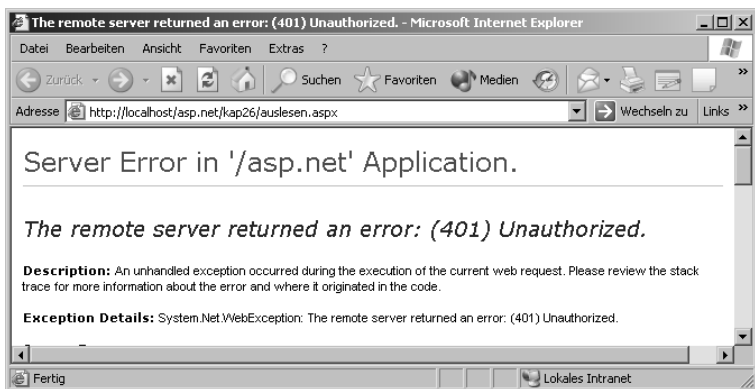 The remote server returned an error: (401) Unauthorized. - Microsoft Internet Explorer
Datei Bearbeiten Ansicht Favoriten Extras ?
Zurück Suchen Favoriten Medien »
Adresse http://localhost/asp.net/kap26/auslesen.aspx Wechseln zu Links »
Server Error in '/asp.net' Application.
The remote server returned an error: (401) Unauthorized.
Description: An unhandled exception occurred during the execution of the current web request. Please review the stack
trace for more information about the error and where it originated in the code.
Exception Details: System.Net.WebException: The remote server returned an error: (401) Unauthorized.
Fertig Lokales Intranet